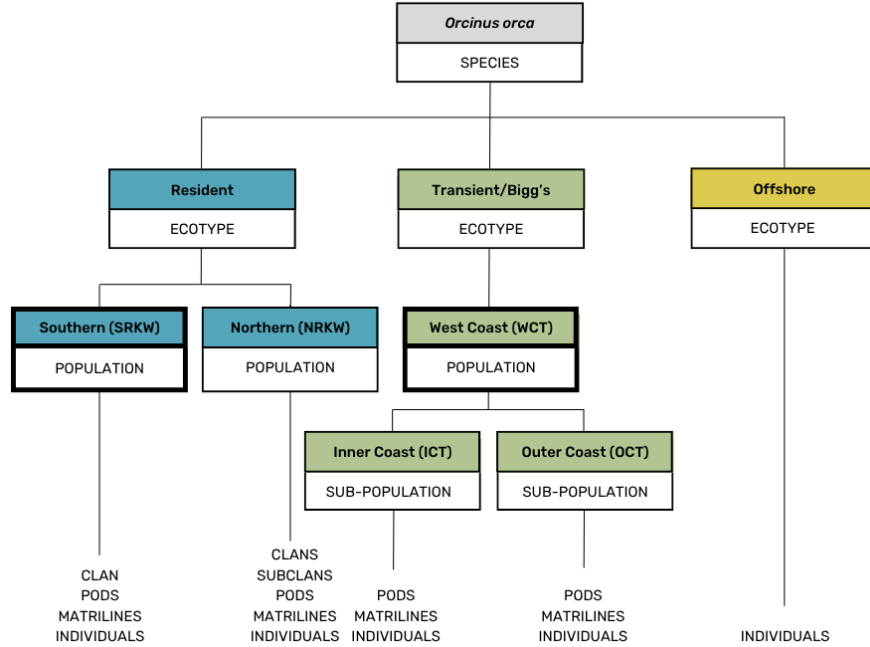 Orcinus orca
SPECIES
Resident
ECOTYPE
Transient/Bigg's
ECOTYPE
Offshore
ECOTYPE
Southern (SRKW)
POPULATION
Northern (NRKW)
POPULATION
West Coast (WCT)
POPULATION
Inner Coast (ICT)
SUB-POPULATION
Outer Coast (OCT)
SUB-POPULATION
CLAN
PODS
MATRILINES
INDIVIDUALS
CLANS
SUBCLANS
PODS
MATRILINES
INDIVIDUALS
PODS
MATRILINES
INDIVIDUALS
PODS
MATRILINES
INDIVIDUALS
INDIVIDUALS